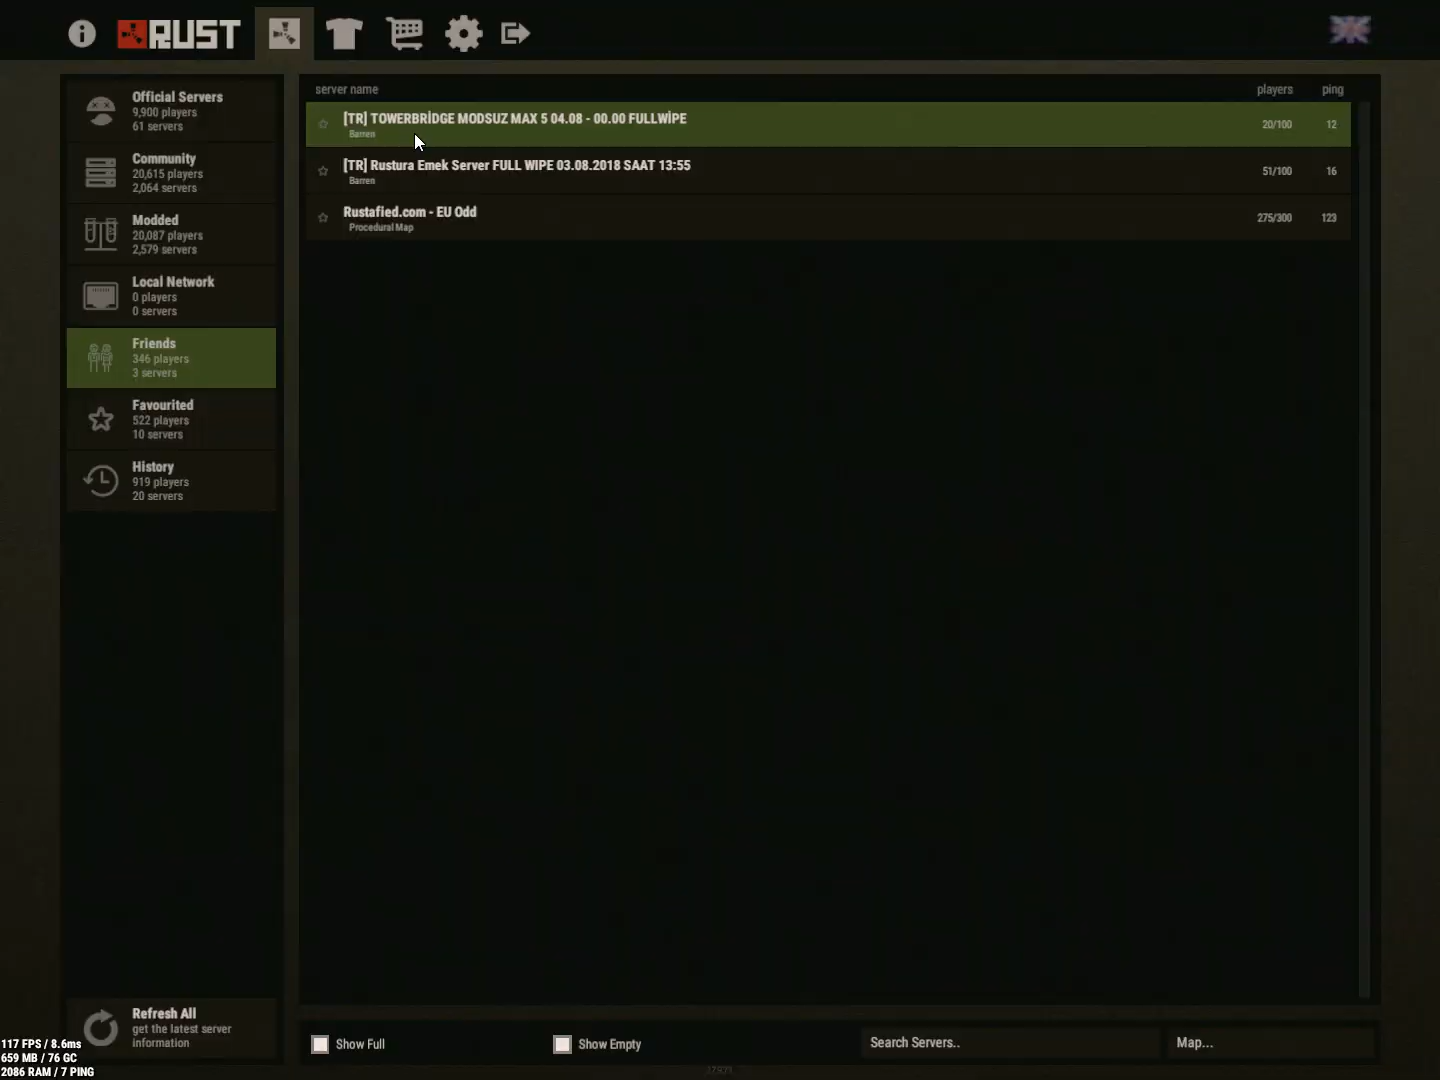 RUST
Official Servers
9,900 players
61 servers
Community
20,615 players
2,064 servers
Modded
20,087 players
2,579 servers
Local Network
0 players
0 servers
Friends
346 players
3 servers
Favourited
522 players
10 servers
History
919 players
20 servers
server name players ping
[TR] TOWERBRİDGE MODSUZ MAX 5 04.08 - 00.00 FULLWİPE 20/100 12
Barren
[TR] Rustura Emek Server FULL WIPE 03.08.2018 SAAT 13:55 51/100 16
Barren
Rustafied.com - EU Odd 275/300 123
Procedural Map
Refresh All
get the latest server
information
117 FPS / 8.6ms
659 MB / 76 GC
2086 RAM / 7 PING
Show Full Show Empty Search Servers.. Map...